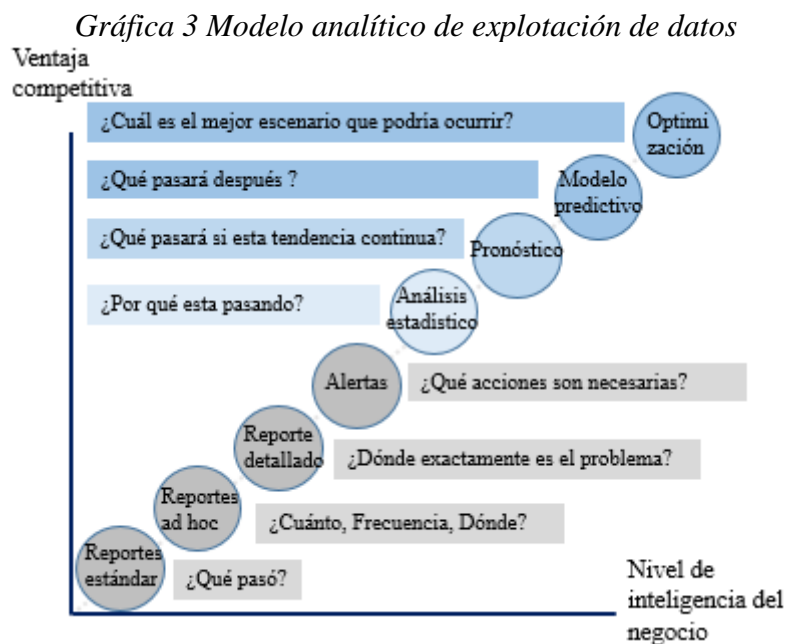 Gráfica 3 Modelo analítico de explotación de datos
Ventaja
competitiva
¿Cuál es el mejor escenario que podría ocurrir?
Optimi
zación
¿Qué pasará después ?
Modelo
predictivo
¿Qué pasará si esta tendencia continua?
Pronóstico
¿Por qué esta pasando?
Análisis
estadístico
Alertas
¿Qué acciones son necesarias?
Reporte
detallado
¿Dónde exactamente es el problema?
Reportes
ad hoc
¿Cuánto, Frecuencia, Dónde?
Reportes
estándar
¿Qué pasó?
Nivel de
inteligencia del
negocio